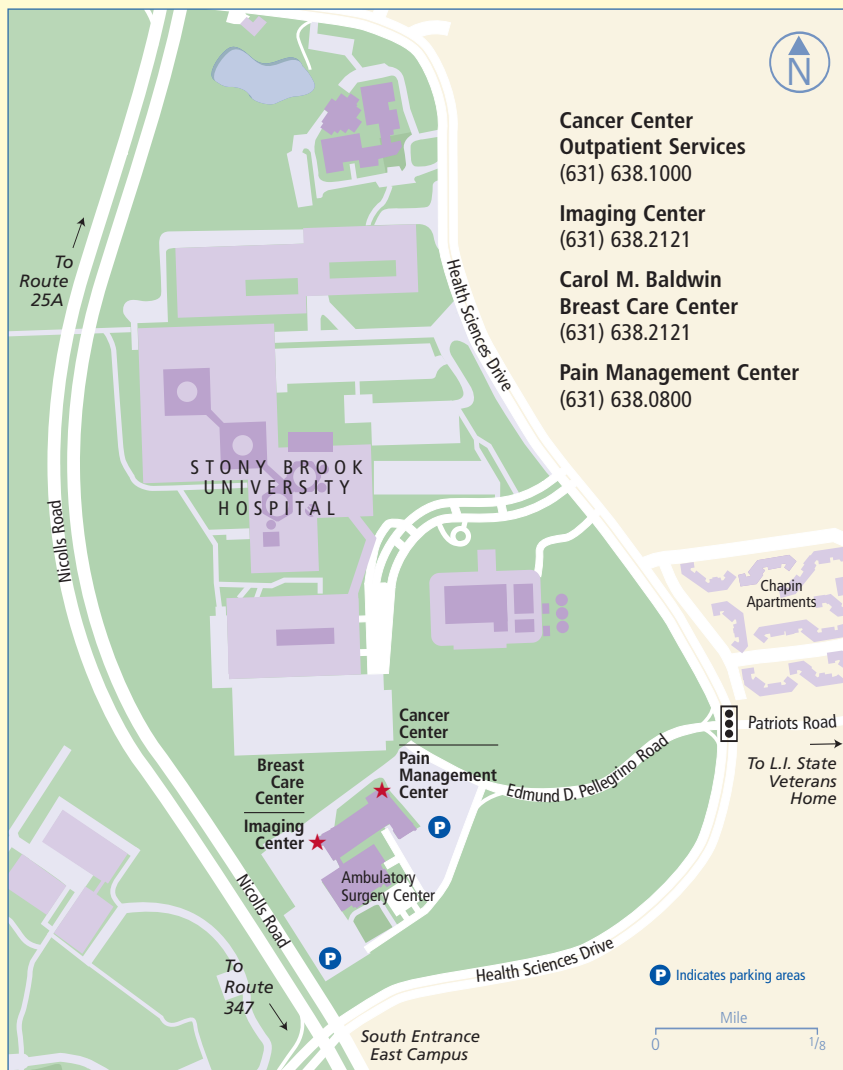 N
Cancer Center
Outpatient Services
(631) 638.1000
Imaging Center
(631) 638.2121
Carol M. Baldwin
Breast Care Center
(631) 638.2121
Pain Management Center
(631) 638.0800
To
Route
25A
Health Sciences Drive
STONY BROOK
UNIVERSITY
HOSPITAL
Nicolls Road
Chapin
Apartments
Cancer
Center
Pain
Management
Center
Breast
Care
Center
Imaging
Center
Edmund D. Pellegrino Road
Patriots Road
To L.I. State
Veterans
Home
P
Ambulatory
Surgery Center
Nicolls Road
P
Health Sciences Drive
To
Route
347
P Indicates parking areas
South Entrance
East Campus
Mile
0 1/8